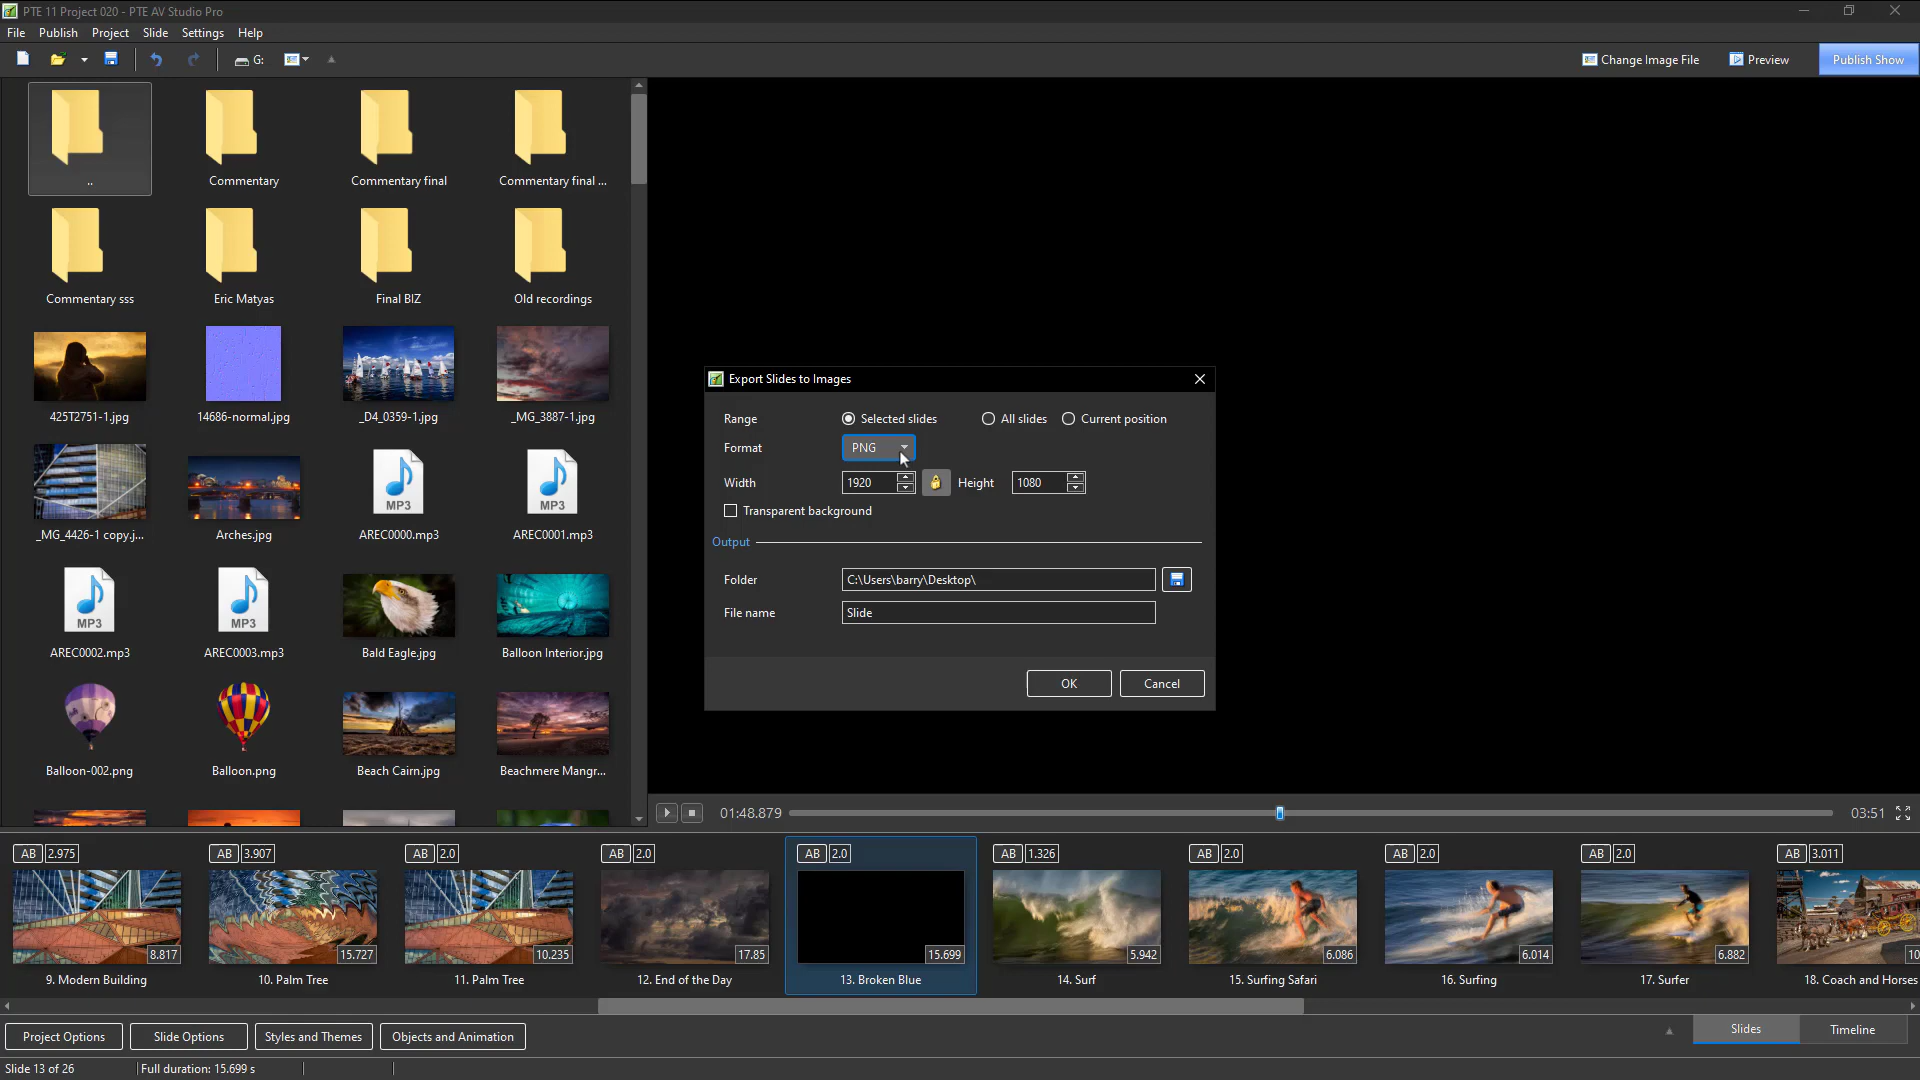 PTE 11 Project 020 - PTE AV Studio Pro
File Publish Project Slide Settings Help
G:
Change Image File Preview Publish Show
..
Commentary
Commentary final
Commentary final ...
Commentary sss
Eric Matyas
Final BIZ
Old recordings
425T2751-1.jpg
14686-normal.jpg
_D4_0359-1.jpg
_MG_3887-1.jpg
_MG_4426-1 copy.j...
Arches.jpg
MP3
AREC0000.mp3
MP3
AREC0001.mp3
MP3
AREC0002.mp3
MP3
AREC0003.mp3
Bald Eagle.jpg
Balloon Interior.jpg
Balloon-002.png
Balloon.png
Beach Cairn.jpg
Beachmere Mangr...
Export Slides to Images
Range Selected slides All slides Current position
Format PNG
Width 1920 Height 1080
Transparent background
Output
Folder C:\Users\barry\Desktop\
File name Slide
OK Cancel
01:48.879 03:51
AB 2.975 AB 3.907 AB 2.0 AB 2.0 AB 2.0 AB 1.326 AB 2.0 AB 2.0 AB 2.0 AB 3.011
8.817 15.727 10.235 17.85 15.699 5.942 6.086 6.014 6.882 10
9. Modern Building 10. Palm Tree 11. Palm Tree 12. End of the Day 13. Broken Blue 14. Surf 15. Surfing Safari 16. Surfing 17. Surfer 18. Coach and Horses
Project Options Slide Options Styles and Themes Objects and Animation Slides Timeline
Slide 13 of 26 Full duration: 15.699 s